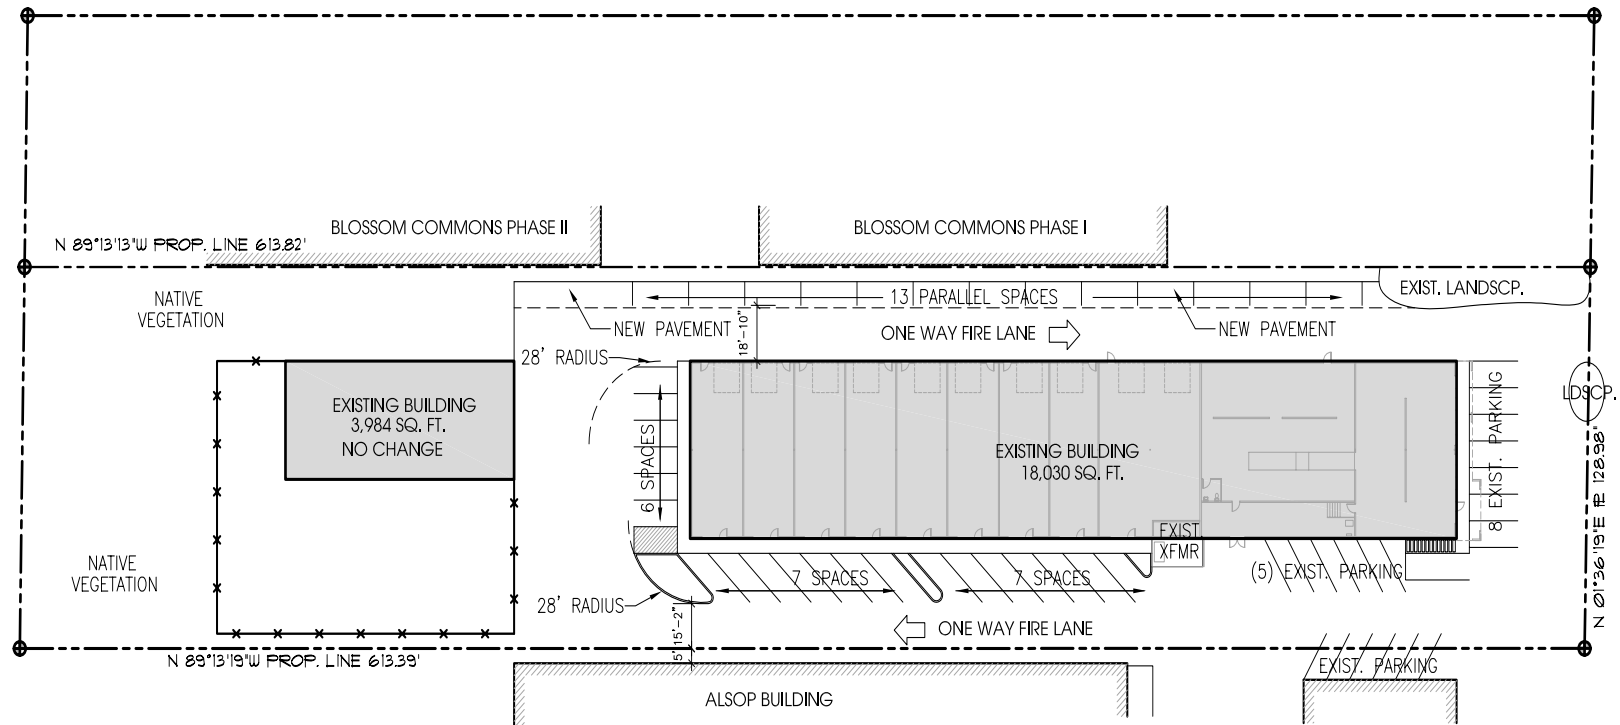 BLOSSOM COMMONS PHASE II
BLOSSOM COMMONS PHASE I
N 89°13'13"W PROP. LINE 613.82'
NATIVE
VEGETATION
13 PARALLEL SPACES
EXIST. LANDSCP.
NEW PAVEMENT
18'-10"
ONE WAY FIRE LANE
NEW PAVEMENT
28' RADIUS
EXISTING BUILDING
3,984 SQ. FT.
NO CHANGE
6 SPACES
EXISTING BUILDING
18,030 SQ. FT.
8 EXIST. PARKING
LDSCP.
N 01°36'19"E PL 128.98'
EXIST.
XFMR
NATIVE
VEGETATION
7 SPACES
7 SPACES
(5) EXIST. PARKING
28' RADIUS
15'-2"
5'
ONE WAY FIRE LANE
N 89°13'19"W PROP. LINE 613.39'
EXIST. PARKING
ALSOP BUILDING